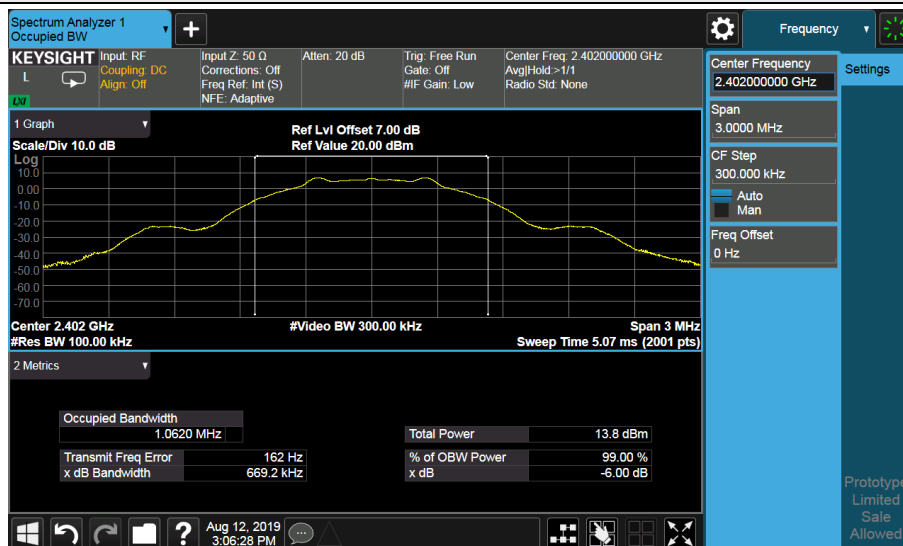 Spectrum Analyzer 1
Occupied BW
Frequency
KEYSIGHT
L
LXI
Input: RF
Coupling: DC
Align: Off
Input Z: 50 Ω
Corrections: Off
Freq Ref: Int (S)
NFE: Adaptive
Atten: 20 dB
Trig: Free Run
Gate: Off
#IF Gain: Low
Center Freq: 2.402000000 GHz
Avg|Hold:>1/1
Radio Std: None
Center Frequency
2.402000000 GHz
Settings
Span
3.0000 MHz
CF Step
300.000 kHz
Auto
Man
Freq Offset
0 Hz
1 Graph
Scale/Div 10.0 dB
Ref Lvl Offset 7.00 dB
Ref Value 20.00 dBm
Log
10.0
0.00
-10.0
-20.0
-30.0
-40.0
-50.0
-60.0
-70.0
Center 2.402 GHz
#Video BW 300.00 kHz
Span 3 MHz
#Res BW 100.00 kHz
Sweep Time 5.07 ms (2001 pts)
2 Metrics
Occupied Bandwidth
1.0620 MHz
Total Power 13.8 dBm
Transmit Freq Error 162 Hz
% of OBW Power 99.00 %
x dB Bandwidth 669.2 kHz
x dB -6.00 dB
Prototype
Limited
Sale
Allowed
?
Aug 12, 2019
3:06:28 PM